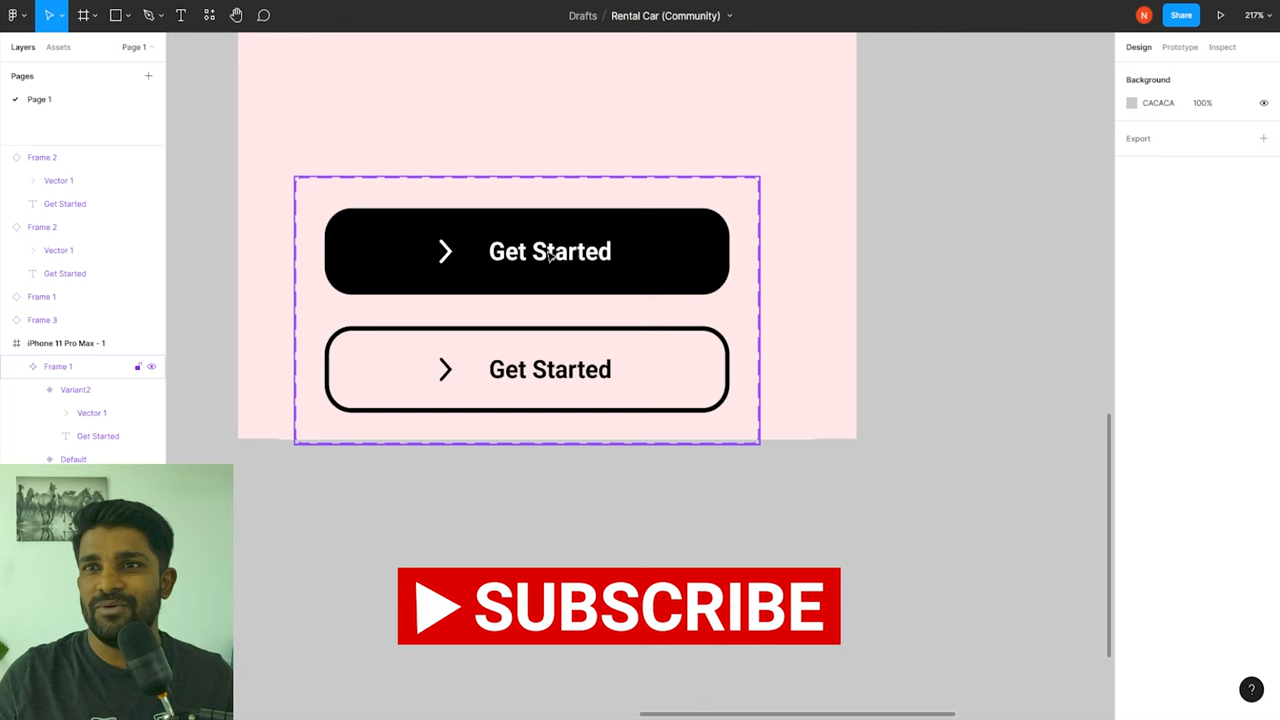 Drafts / Rental Car (Community)
N
Share
217%
Layers
Assets
Page 1
Design
Prototype
Inspect
Pages
Page 1
Background
CACACA
100%
Export
Frame 2
Vector 1
Get Started
Frame 2
Vector 1
Get Started
Frame 1
Frame 3
iPhone 11 Pro Max - 1
Frame 1
Variant2
Vector 1
Get Started
Default
Get Started
Get Started
SUBSCRIBE
?